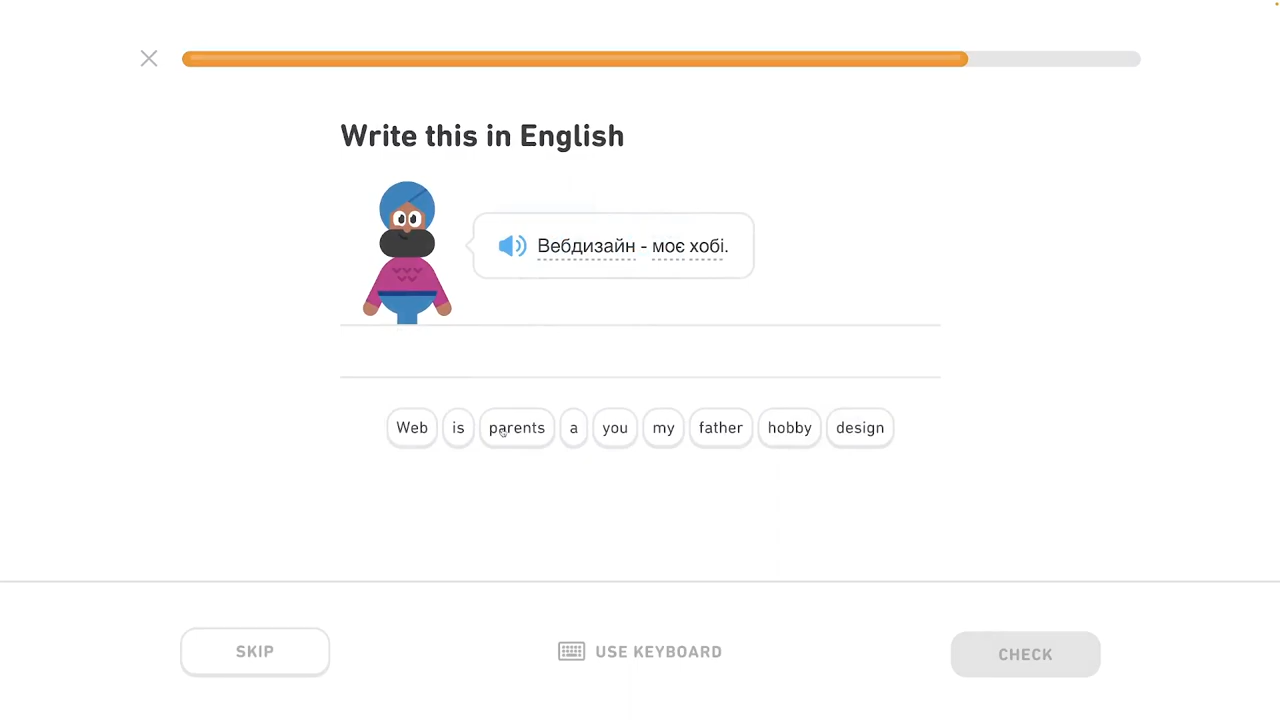 Write this in English
Вебдизайн - моє хобі.
Web is parents a you my father hobby design
SKIP USE KEYBOARD CHECK